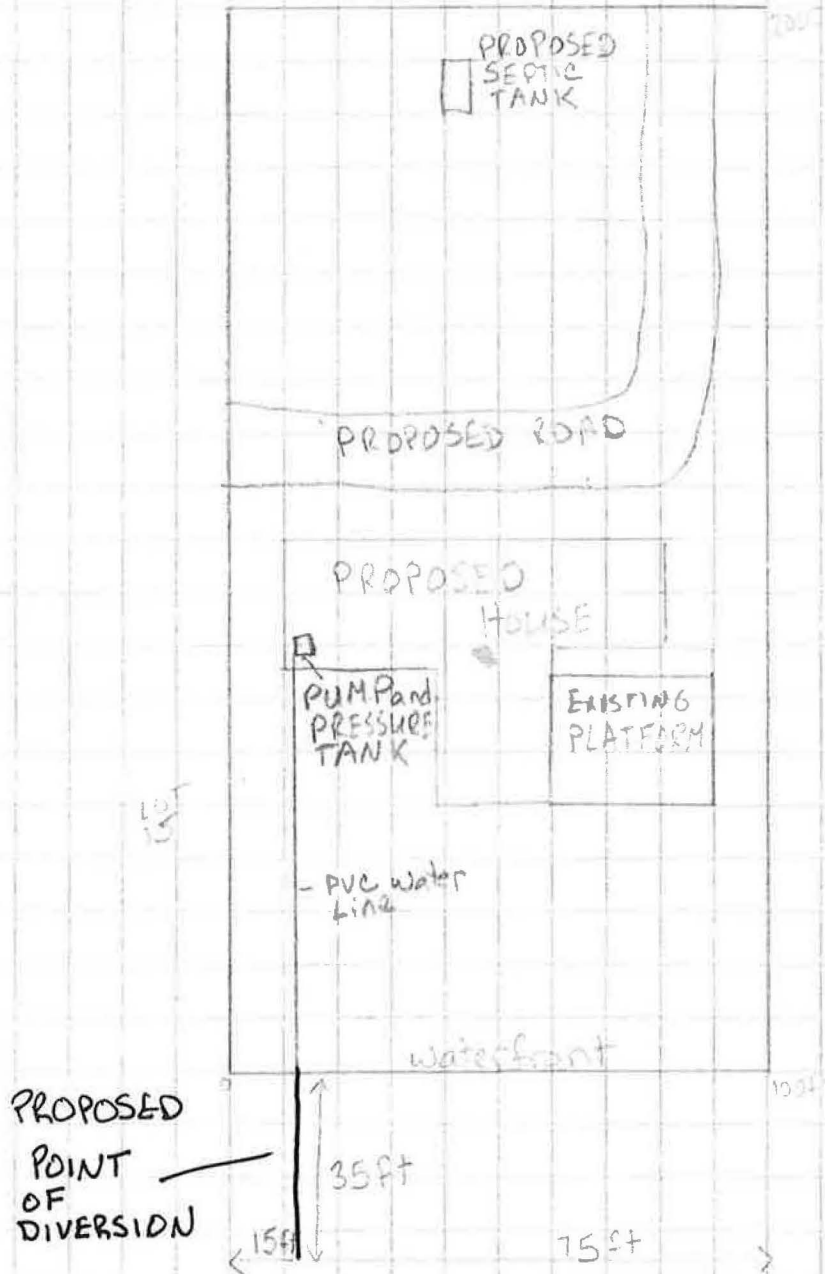 PROPOSED
SEPTIC
TANK
PROPOSED ROAD
PROPOSED
HOUSE
PUMP and
PRESSURE
TANK
EXISTING
PLATFORM
LOT
15
- PVC Water
Line
waterfront
PROPOSED
POINT
OF
DIVERSION
35ft
15ft
75ft